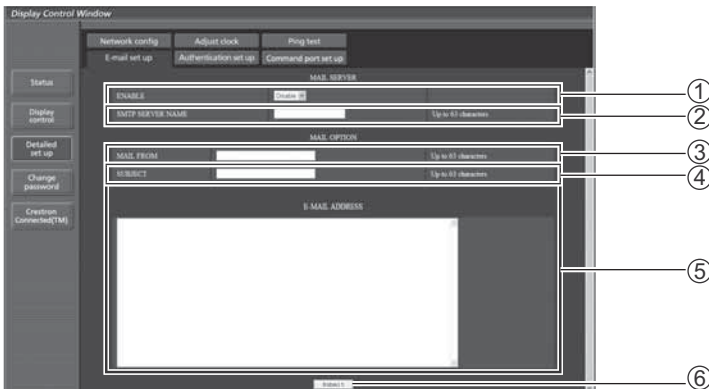 Display Control Window
Network config Adjust clock Ping test
E-mail set up Authentication set up Command port set up
Status
Display control
Detailed set up
Change password
Crestron Connected(TM)
MAIL SERVER
ENABLE Disable
SMTP SERVER NAME Up to 63 characters
MAIL OPTION
MAIL FROM Up to 63 characters
SUBJECT Up to 63 characters
E-MAIL ADDRESS
Submit
①
②
③
④
⑤
⑥